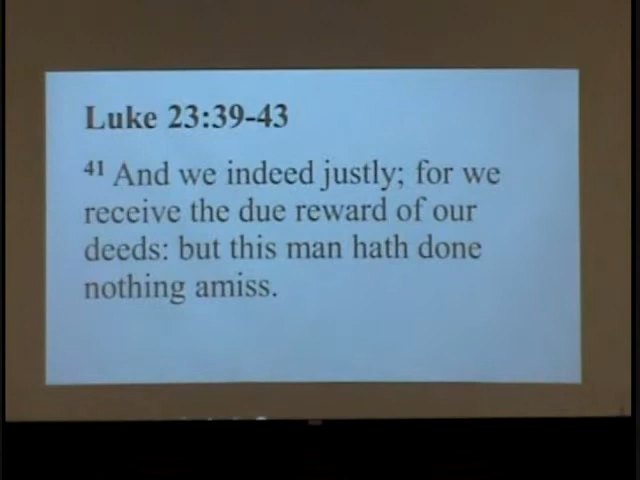 Luke 23:39-43
41 And we indeed justly; for we
receive the due reward of our
deeds: but this man hath done
nothing amiss.